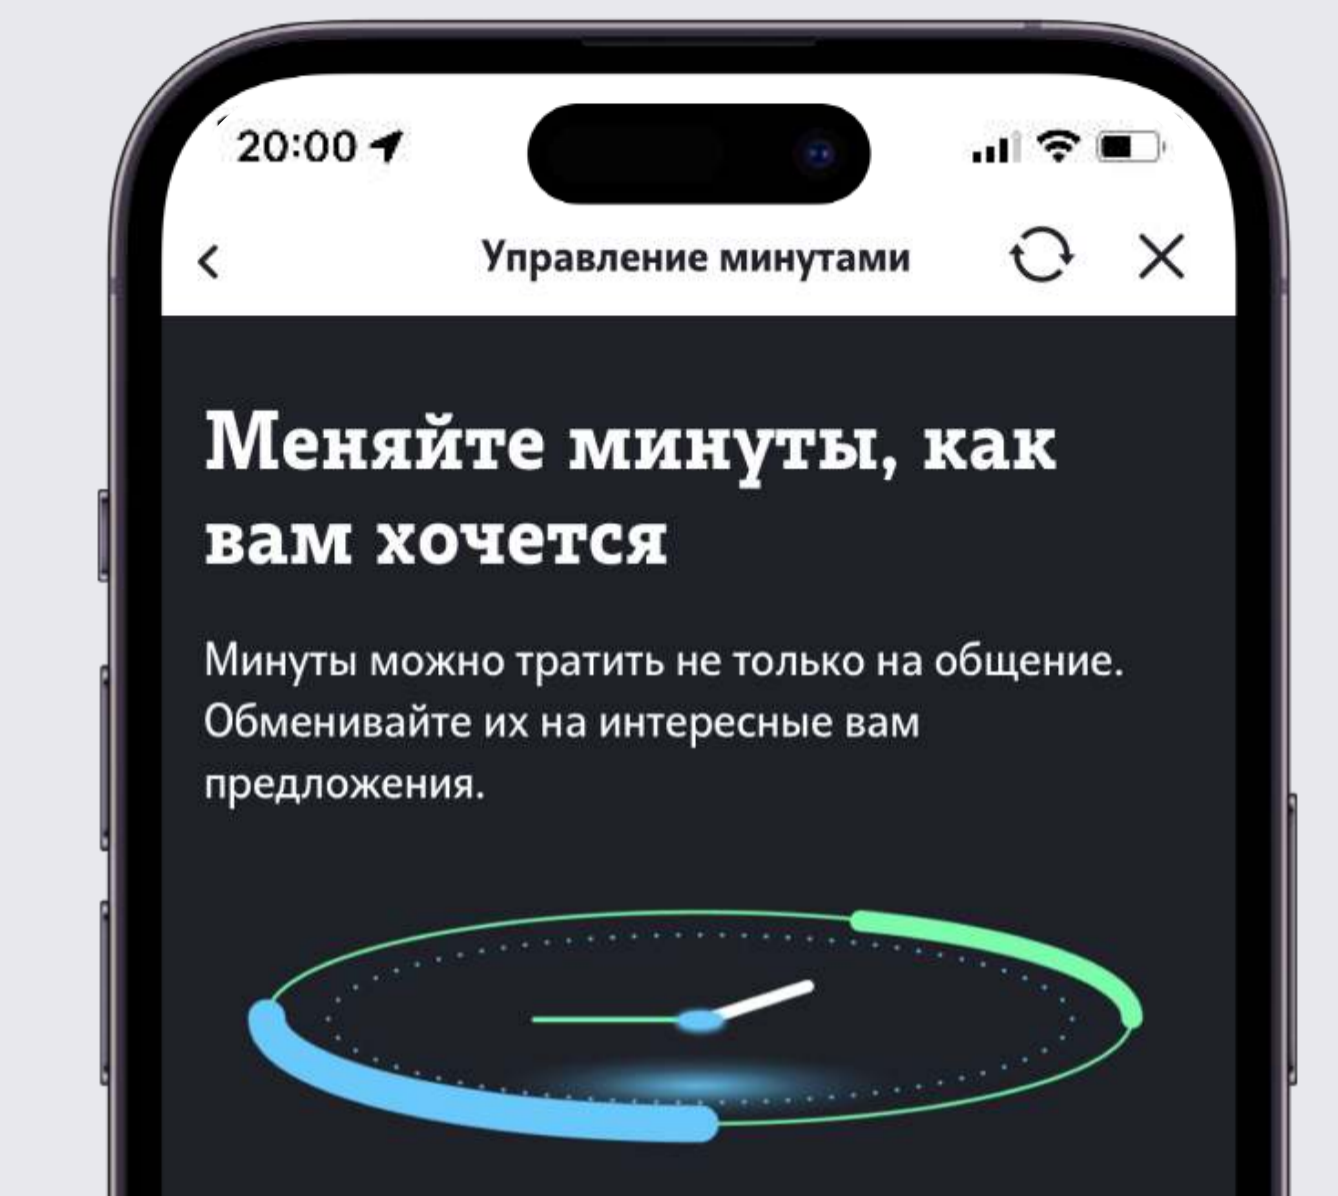 20:00
Управление минутами
Меняйте минуты, как
вам хочется
Минуты можно тратить не только на общение.
Обменивайте их на интересные вам
предложения.